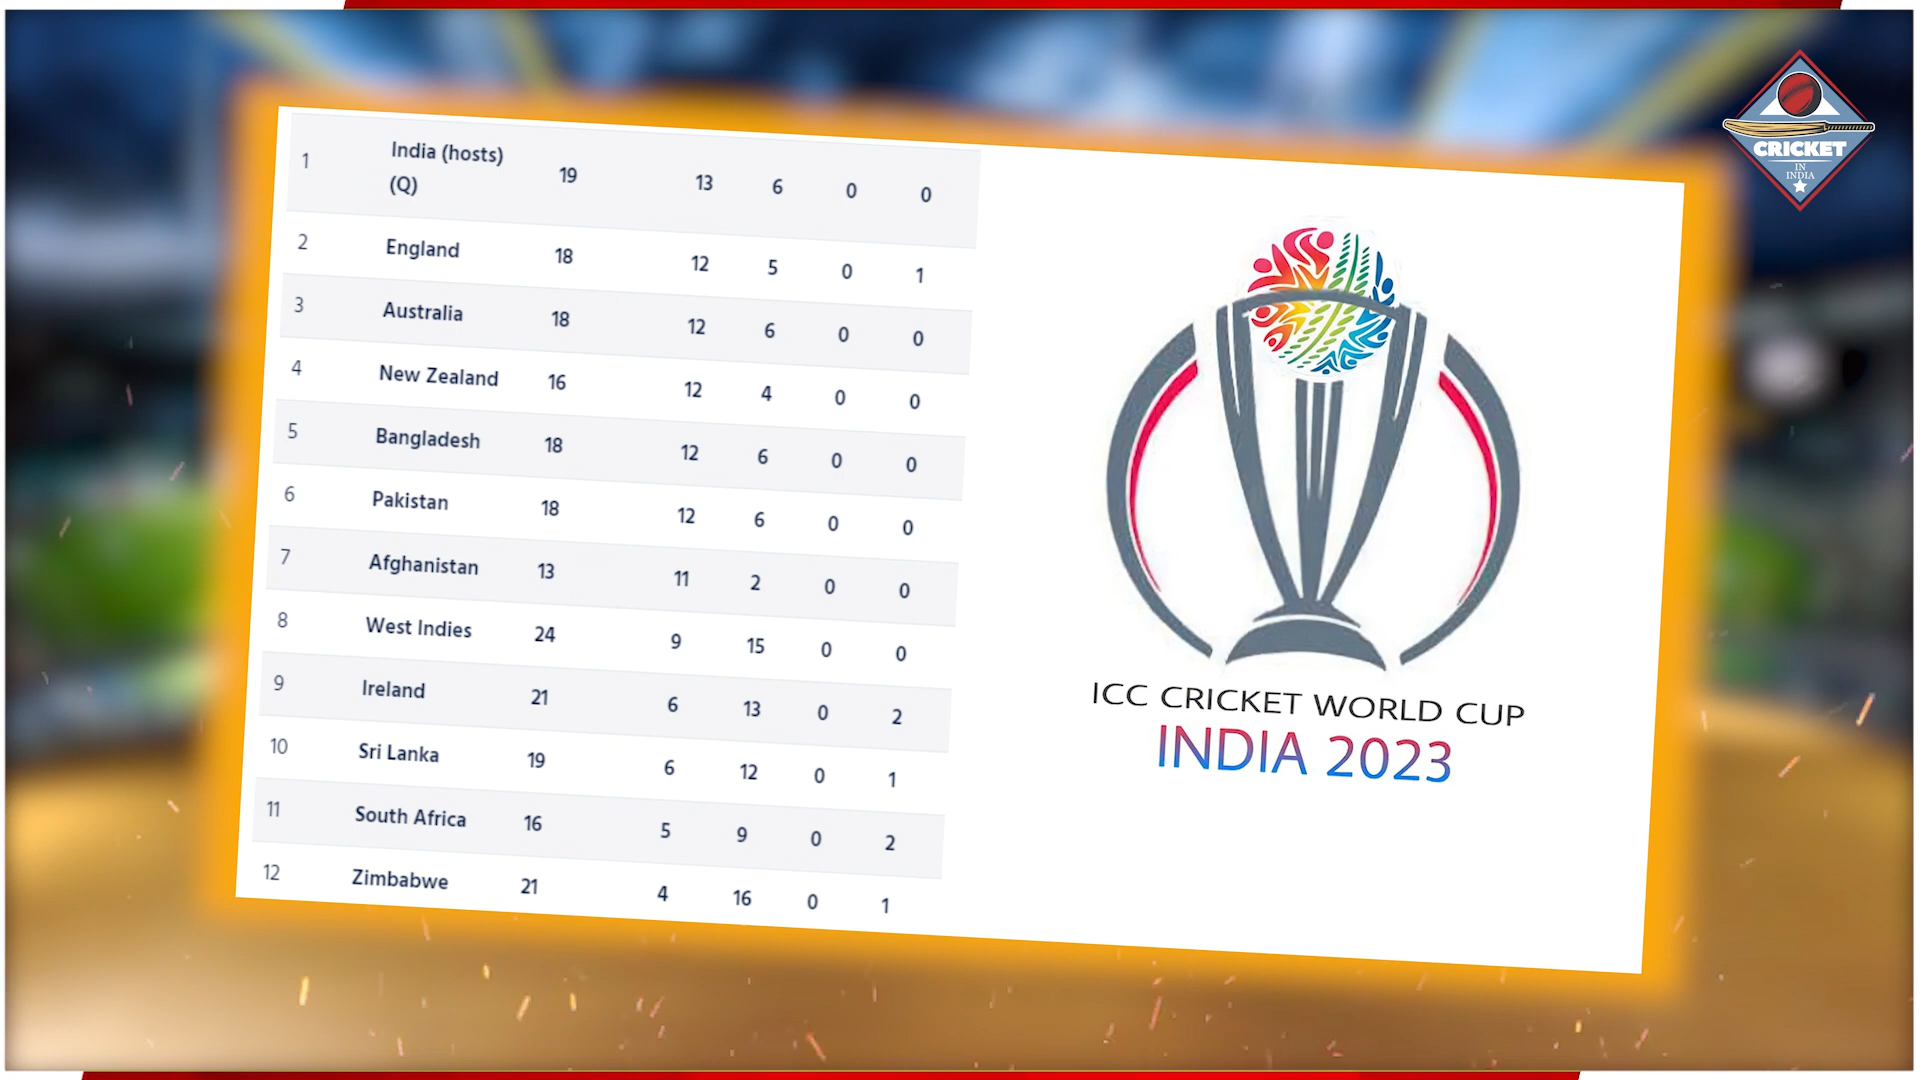 1 India (hosts) (Q) 19 13 6 0 0
2 England 18 12 5 0 1
3 Australia 18 12 6 0 0
4 New Zealand 16 12 4 0 0
5 Bangladesh 18 12 6 0 0
6 Pakistan 18 12 6 0 0
7 Afghanistan 13 11 2 0 0
8 West Indies 24 9 15 0 0
9 Ireland 21 6 13 0 2
10 Sri Lanka 19 6 12 0 1
11 South Africa 16 5 9 0 2
12 Zimbabwe 21 4 16 0 1
ICC CRICKET WORLD CUP
INDIA 2023
CRICKET
IN
INDIA